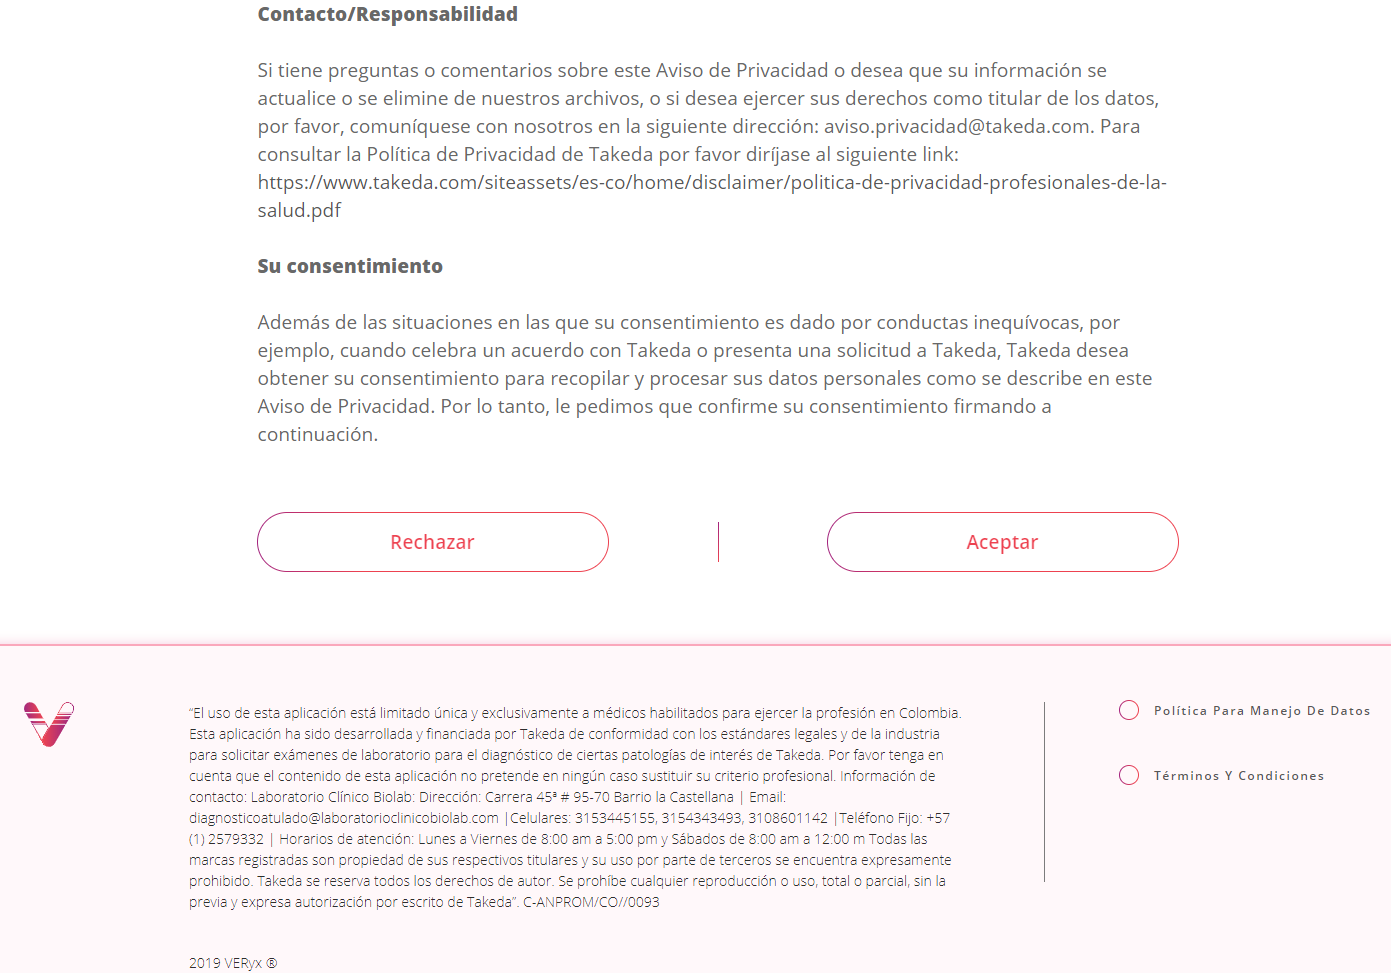 Contacto/Responsabilidad
Si tiene preguntas o comentarios sobre este Aviso de Privacidad o desea que su información se
actualice o se elimine de nuestros archivos, o si desea ejercer sus derechos como titular de los datos,
por favor, comuníquese con nosotros en la siguiente dirección: aviso.privacidad@takeda.com. Para
consultar la Política de Privacidad de Takeda por favor diríjase al siguiente link:
https://www.takeda.com/siteassets/es-co/home/disclaimer/politica-de-privacidad-profesionales-de-la-
salud.pdf
Su consentimiento
Además de las situaciones en las que su consentimiento es dado por conductas inequívocas, por
ejemplo, cuando celebra un acuerdo con Takeda o presenta una solicitud a Takeda, Takeda desea
obtener su consentimiento para recopilar y procesar sus datos personales como se describe en este
Aviso de Privacidad. Por lo tanto, le pedimos que confirme su consentimiento firmando a
continuación.
Rechazar
Aceptar
“El uso de esta aplicación está limitado única y exclusivamente a médicos habilitados para ejercer la profesión en Colombia.
Esta aplicación ha sido desarrollada y financiada por Takeda de conformidad con los estándares legales y de la industria
para solicitar exámenes de laboratorio para el diagnóstico de ciertas patologías de interés de Takeda. Por favor tenga en
cuenta que el contenido de esta aplicación no pretende en ningún caso sustituir su criterio profesional. Información de
contacto: Laboratorio Clínico Biolab: Dirección: Carrera 45ª # 95-70 Barrio la Castellana | Email:
diagnosticoatulado@laboratorioclinicobiolab.com |Celulares: 3153445155, 3154343493, 3108601142 |Teléfono Fijo: +57
(1) 2579332 | Horarios de atención: Lunes a Viernes de 8:00 am a 5:00 pm y Sábados de 8:00 am a 12:00 m Todas las
marcas registradas son propiedad de sus respectivos titulares y su uso por parte de terceros se encuentra expresamente
prohibido. Takeda se reserva todos los derechos de autor. Se prohíbe cualquier reproducción o uso, total o parcial, sin la
previa y expresa autorización por escrito de Takeda”. C-ANPROM/CO//0093
2019 VERyx ®
Política Para Manejo De Datos
Términos Y Condiciones